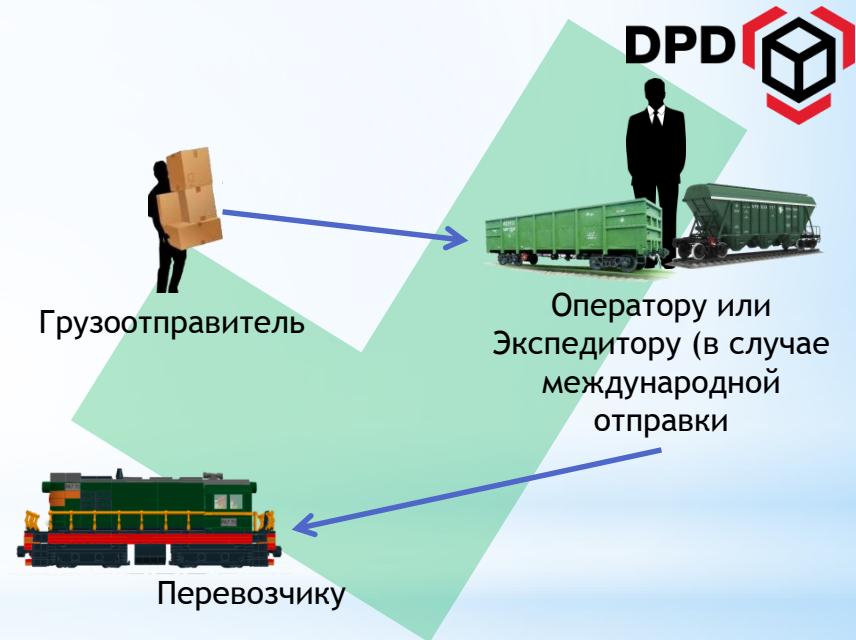 DPD
Грузоотправитель
Оператору или
Экспедитору (в случае
международной
отправки
Перевозчику